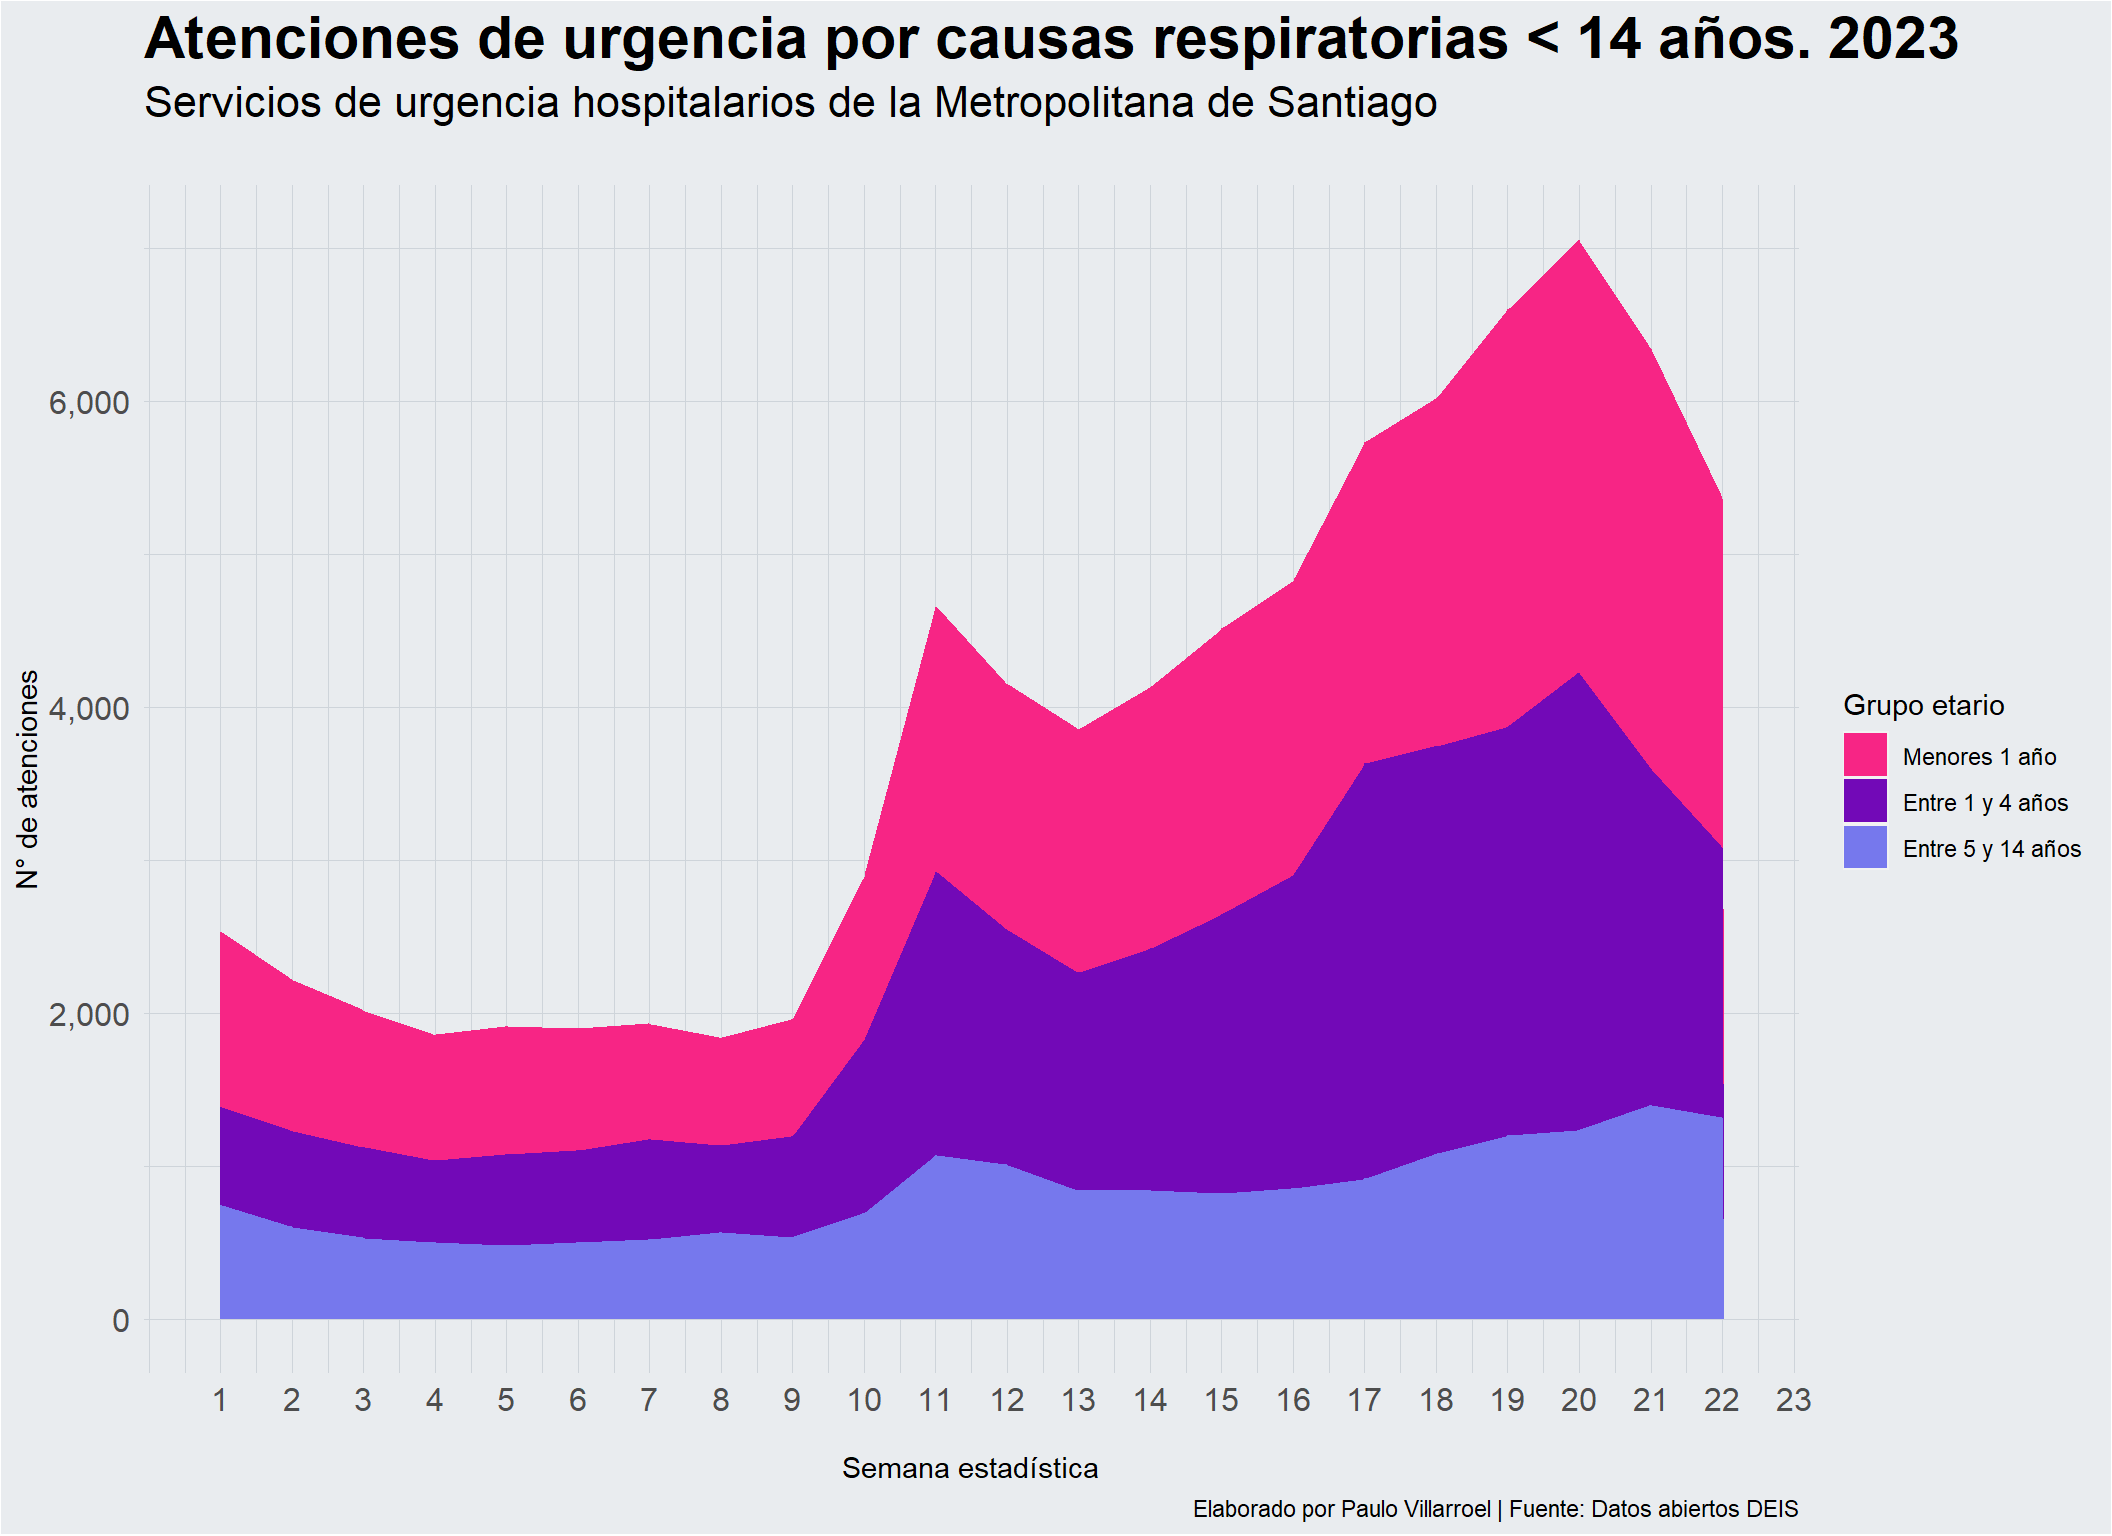 Atenciones de urgencia por causas respiratorias < 14 años. 2023
Servicios de urgencia hospitalarios de la Metropolitana de Santiago
N° de atenciones
6,000
4,000
2,000
0
1 2 3 4 5 6 7 8 9 10 11 12 13 14 15 16 17 18 19 20 21 22 23
Semana estadística
Grupo etario
Menores 1 año
Entre 1 y 4 años
Entre 5 y 14 años
Elaborado por Paulo Villarroel | Fuente: Datos abiertos DEIS